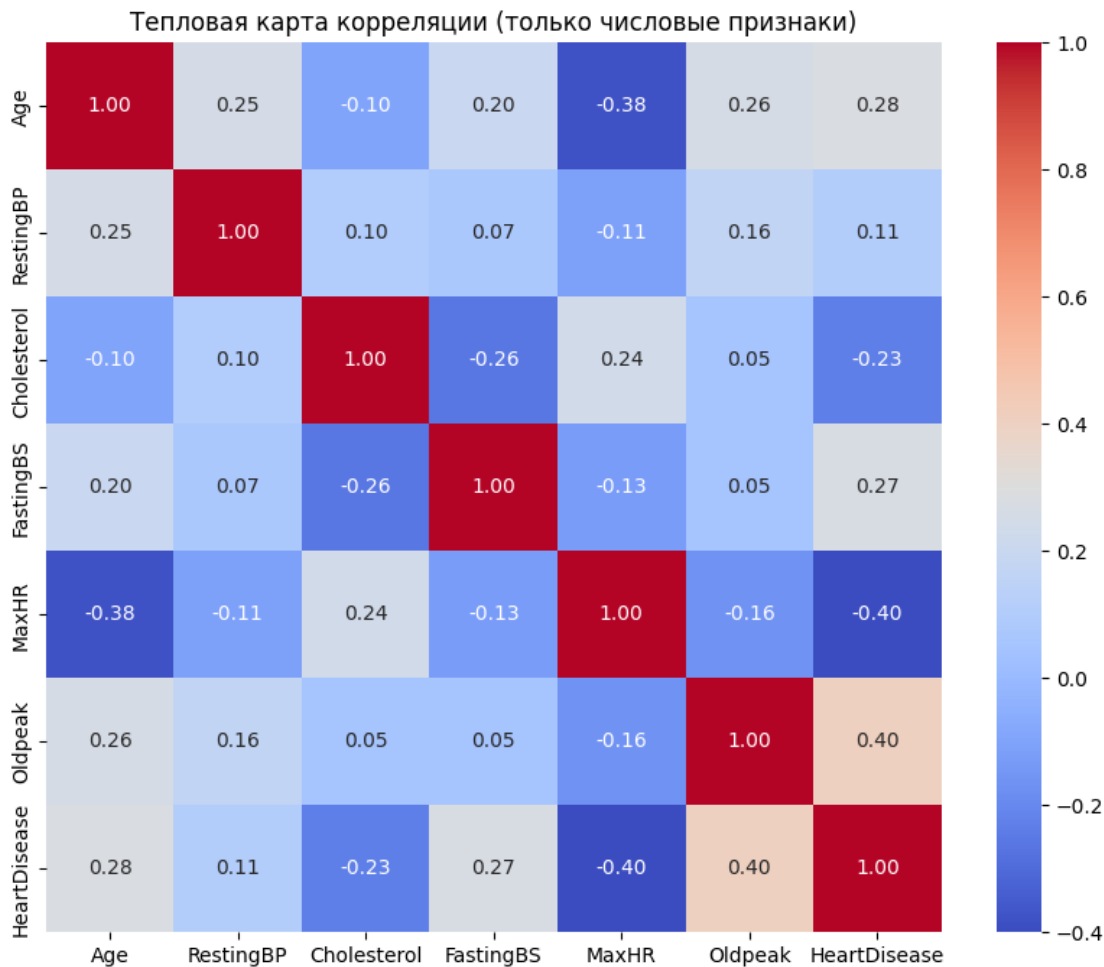 Тепловая карта корреляции (только числовые признаки)
Age 1.00 0.25 -0.10 0.20 -0.38 0.26 0.28
RestingBP 0.25 1.00 0.10 0.07 -0.11 0.16 0.11
Cholesterol -0.10 0.10 1.00 -0.26 0.24 0.05 -0.23
FastingBS 0.20 0.07 -0.26 1.00 -0.13 0.05 0.27
MaxHR -0.38 -0.11 0.24 -0.13 1.00 -0.16 -0.40
Oldpeak 0.26 0.16 0.05 0.05 -0.16 1.00 0.40
HeartDisease 0.28 0.11 -0.23 0.27 -0.40 0.40 1.00
Age RestingBP Cholesterol FastingBS MaxHR Oldpeak HeartDisease
1.0
0.8
0.6
0.4
0.2
0.0
−0.2
−0.4